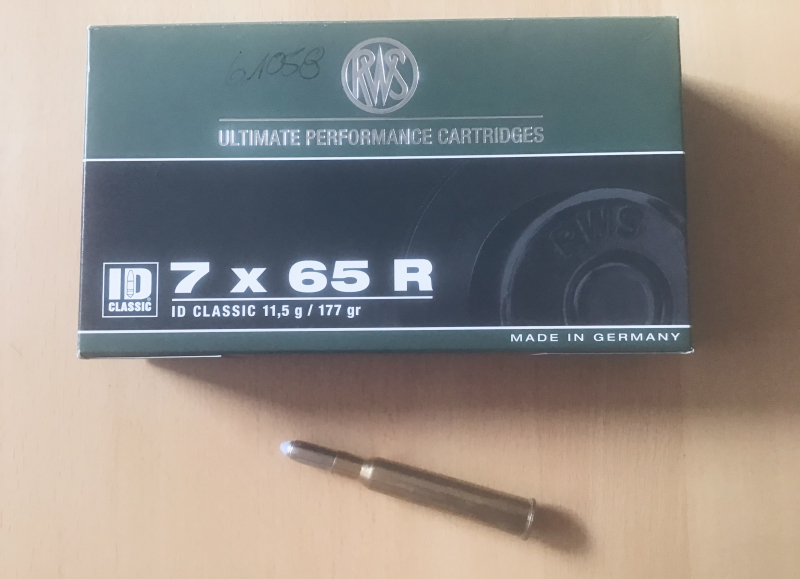 61058
RWS
ULTIMATE PERFORMANCE CARTRIDGES
RWS
ID
CLASSIC
7 x 65 R
ID CLASSIC 11,5 g / 177 gr
MADE IN GERMANY